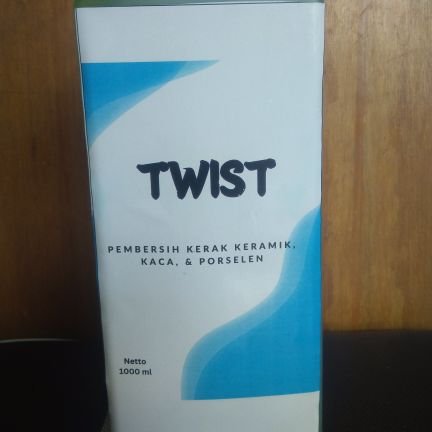 TWIST
PEMBERSIH KERAK KERAMIK,
KACA, & PORSELEN
Netto
1000 ml